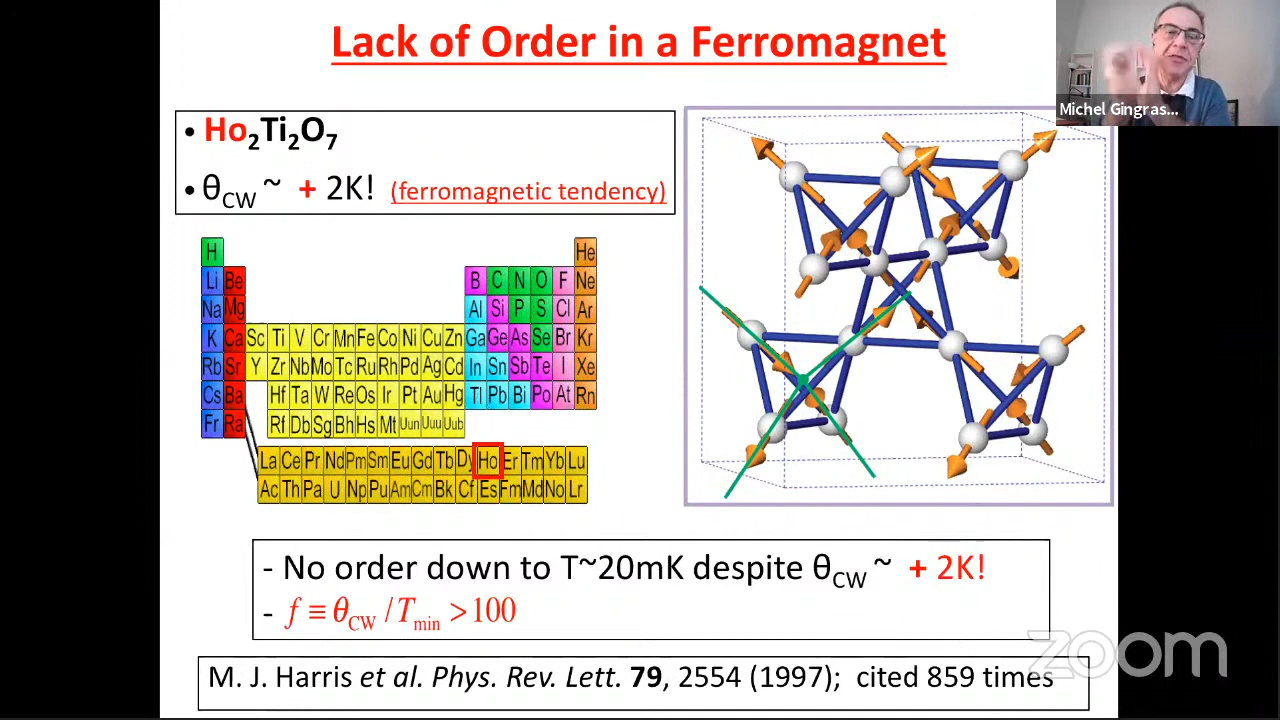 Lack of Order in a Ferromagnet
Michel Gingras...
• Ho2Ti2O7
• θCW ~ + 2K! (ferromagnetic tendency)
H He
Li Be B C N O F Ne
Na Mg Al Si P S Cl Ar
K Ca Sc Ti V Cr Mn Fe Co Ni Cu Zn Ga Ge As Se Br Kr
Rb Sr Y Zr Nb Mo Tc Ru Rh Pd Ag Cd In Sn Sb Te I Xe
Cs Ba Hf Ta W Re Os Ir Pt Au Hg Tl Pb Bi Po At Rn
Fr Ra Rf Db Sg Bh Hs Mt Uun Uuu Uub
La Ce Pr Nd Pm Sm Eu Gd Tb Dy Ho Er Tm Yb Lu
Ac Th Pa U Np Pu Am Cm Bk Cf Es Fm Md No Lr
- No order down to T~20mK despite θCW ~ + 2K!
- f ≡ θCW / Tmin > 100
zoom
M. J. Harris et al. Phys. Rev. Lett. 79, 2554 (1997); cited 859 times